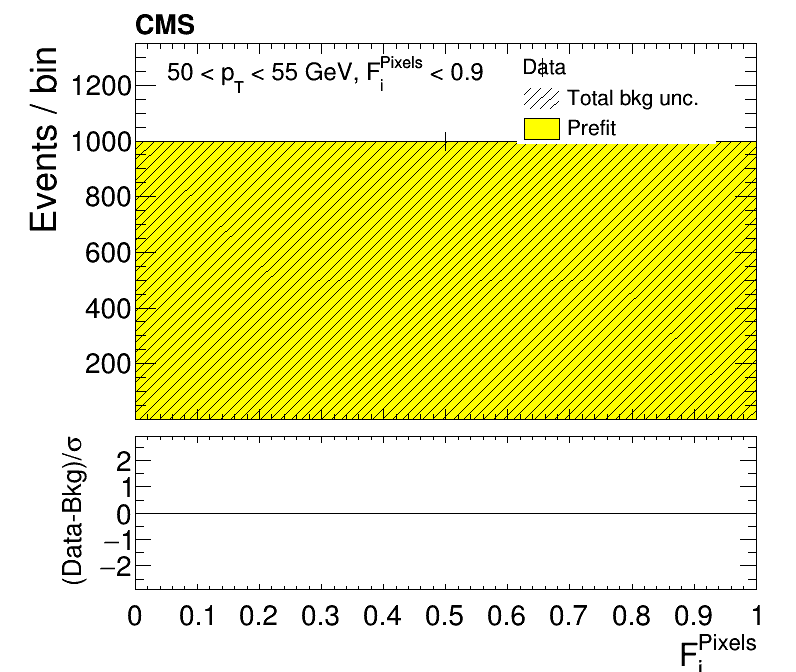 CMS
50 < p_T < 55 GeV, F_i^Pixels < 0.9
Data
Total bkg unc.
Prefit
Events / bin
1200
1000
800
600
400
200
(Data-Bkg)/σ
2
1
0
−1
−2
0 0.1 0.2 0.3 0.4 0.5 0.6 0.7 0.8 0.9 1
F_i^Pixels